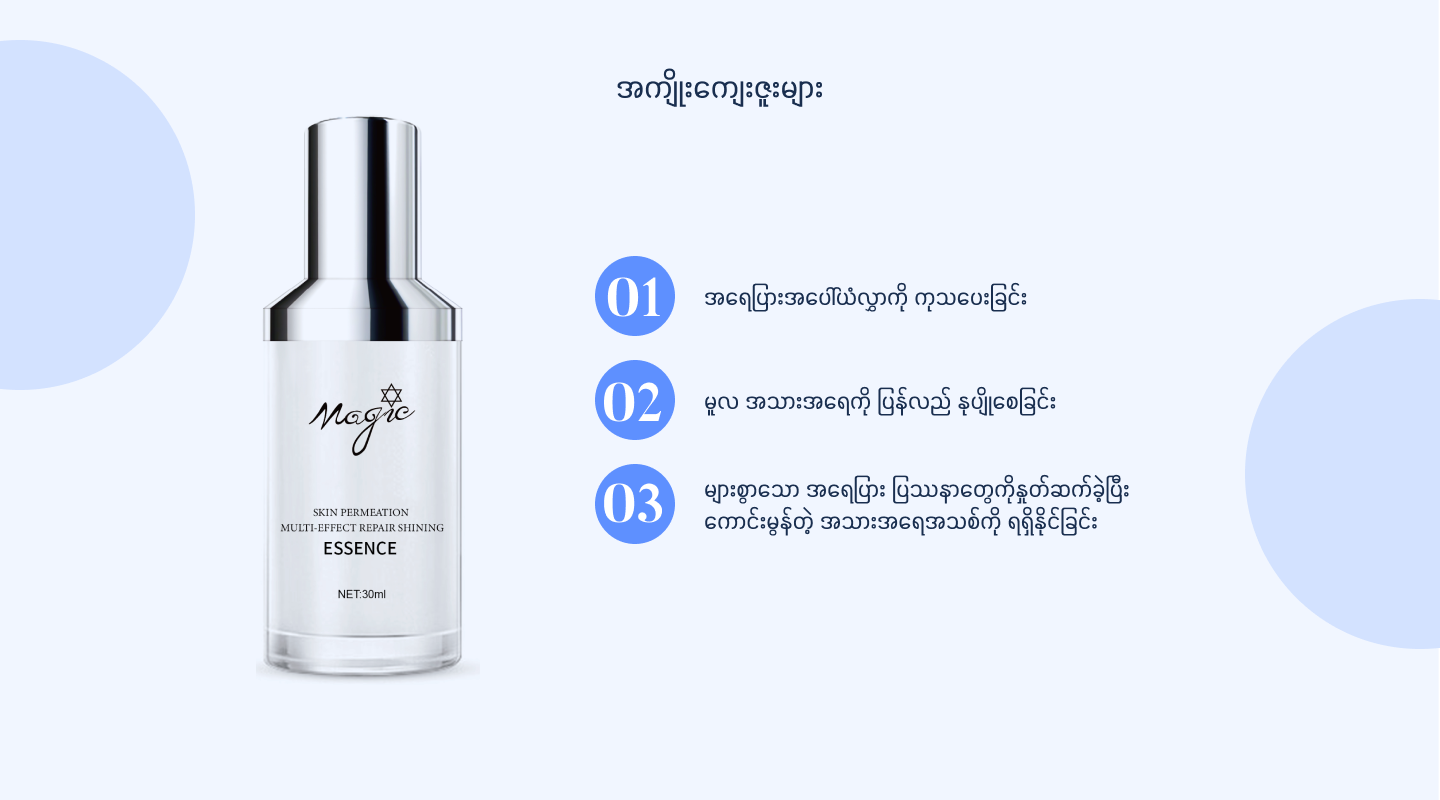 အကျိုးကျေးဇူးများ
Magic
SKIN PERMEATION
MULTI-EFFECT REPAIR SHINING
ESSENCE
NET:30ml
01
အရေပြားအပေါ်ယံလွှာကို ကုသပေးခြင်း
02
မူလ အသားအရေကို ပြန်လည် နုပျိုစေခြင်း
03
များစွာသော အရေပြား ပြဿနာတွေကိုနှုတ်ဆက်ခဲ့ပြီး
ကောင်းမွန်တဲ့ အသားအရေအသစ်ကို ရရှိနိုင်ခြင်း